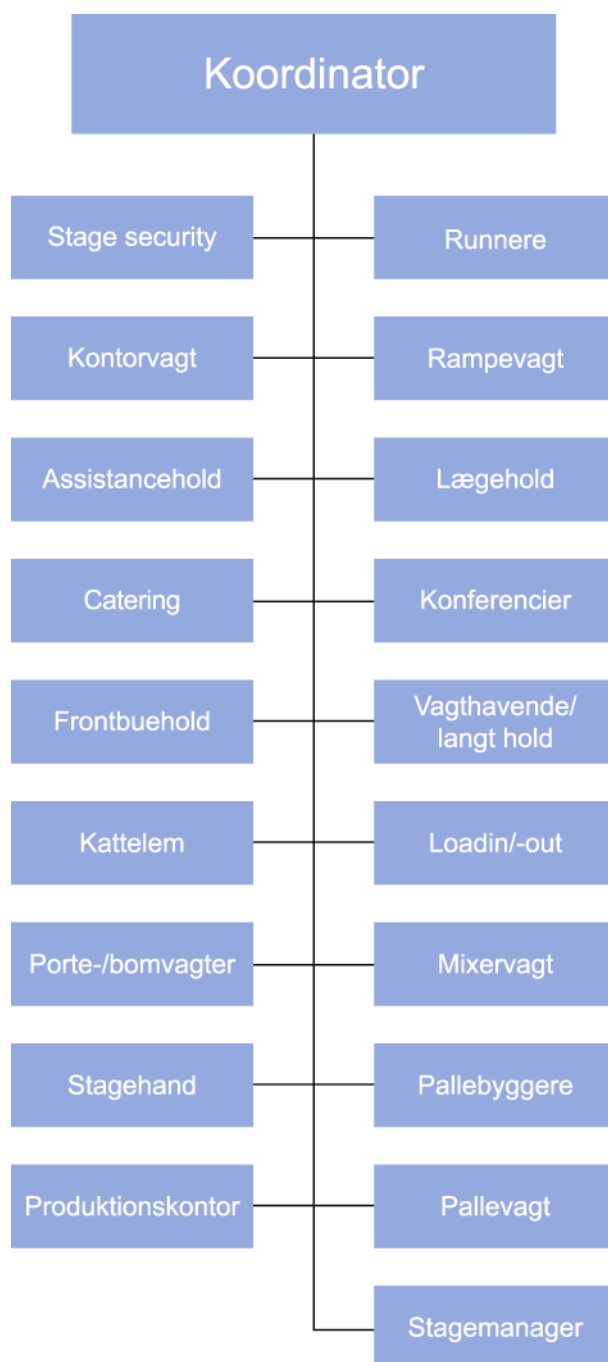 Koordinator
Stage security
Runnere
Kontorvagt
Rampevagt
Assistancehold
Lægehold
Catering
Konferencier
Frontbuehold
Vagthavende/
langt hold
Kattelem
Loadin/-out
Porte-/bomvagter
Mixervagt
Stagehand
Pallebyggere
Produktionskontor
Pallevagt
Stagemanager